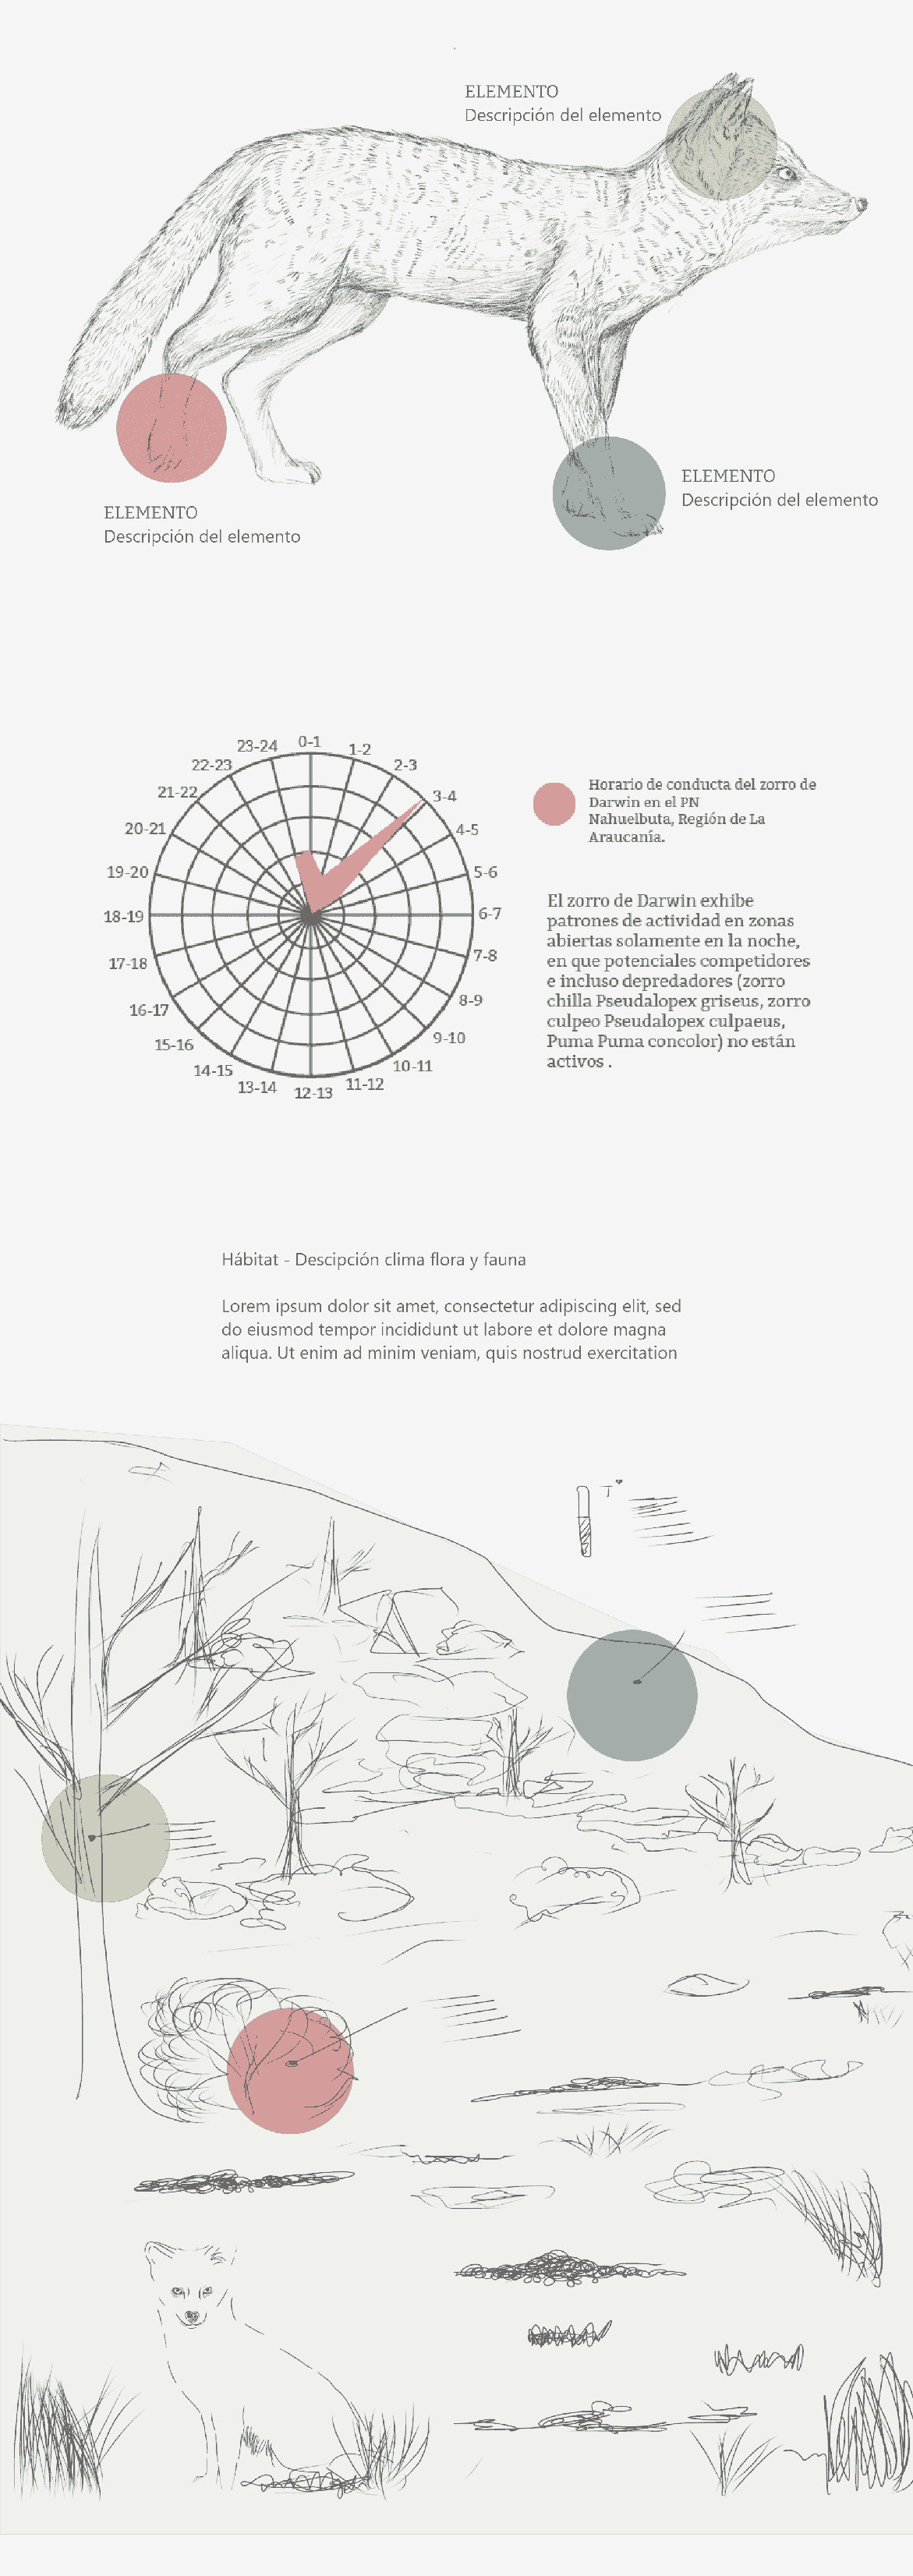 ELEMENTO
Descripción del elemento
ELEMENTO
Descripción del elemento
ELEMENTO
Descripción del elemento
0-1
1-2
2-3
3-4
4-5
5-6
6-7
7-8
8-9
9-10
10-11
11-12
12-13
13-14
14-15
15-16
16-17
17-18
18-19
19-20
20-21
21-22
22-23
23-24
Horario de conducta del zorro de
Darwin en el PN
Nahuelbuta, Región de La
Araucanía.
El zorro de Darwin exhibe
patrones de actividad en zonas
abiertas solamente en la noche,
en que potenciales competidores
e incluso depredadores (zorro
chilla Pseudalopex griseus, zorro
culpeo Pseudalopex culpaeus,
Puma Puma concolor) no están
activos .
Hábitat - Descipción clima flora y fauna
Lorem ipsum dolor sit amet, consectetur adipiscing elit, sed
do eiusmod tempor incididunt ut labore et dolore magna
aliqua. Ut enim ad minim veniam, quis nostrud exercitation
T°